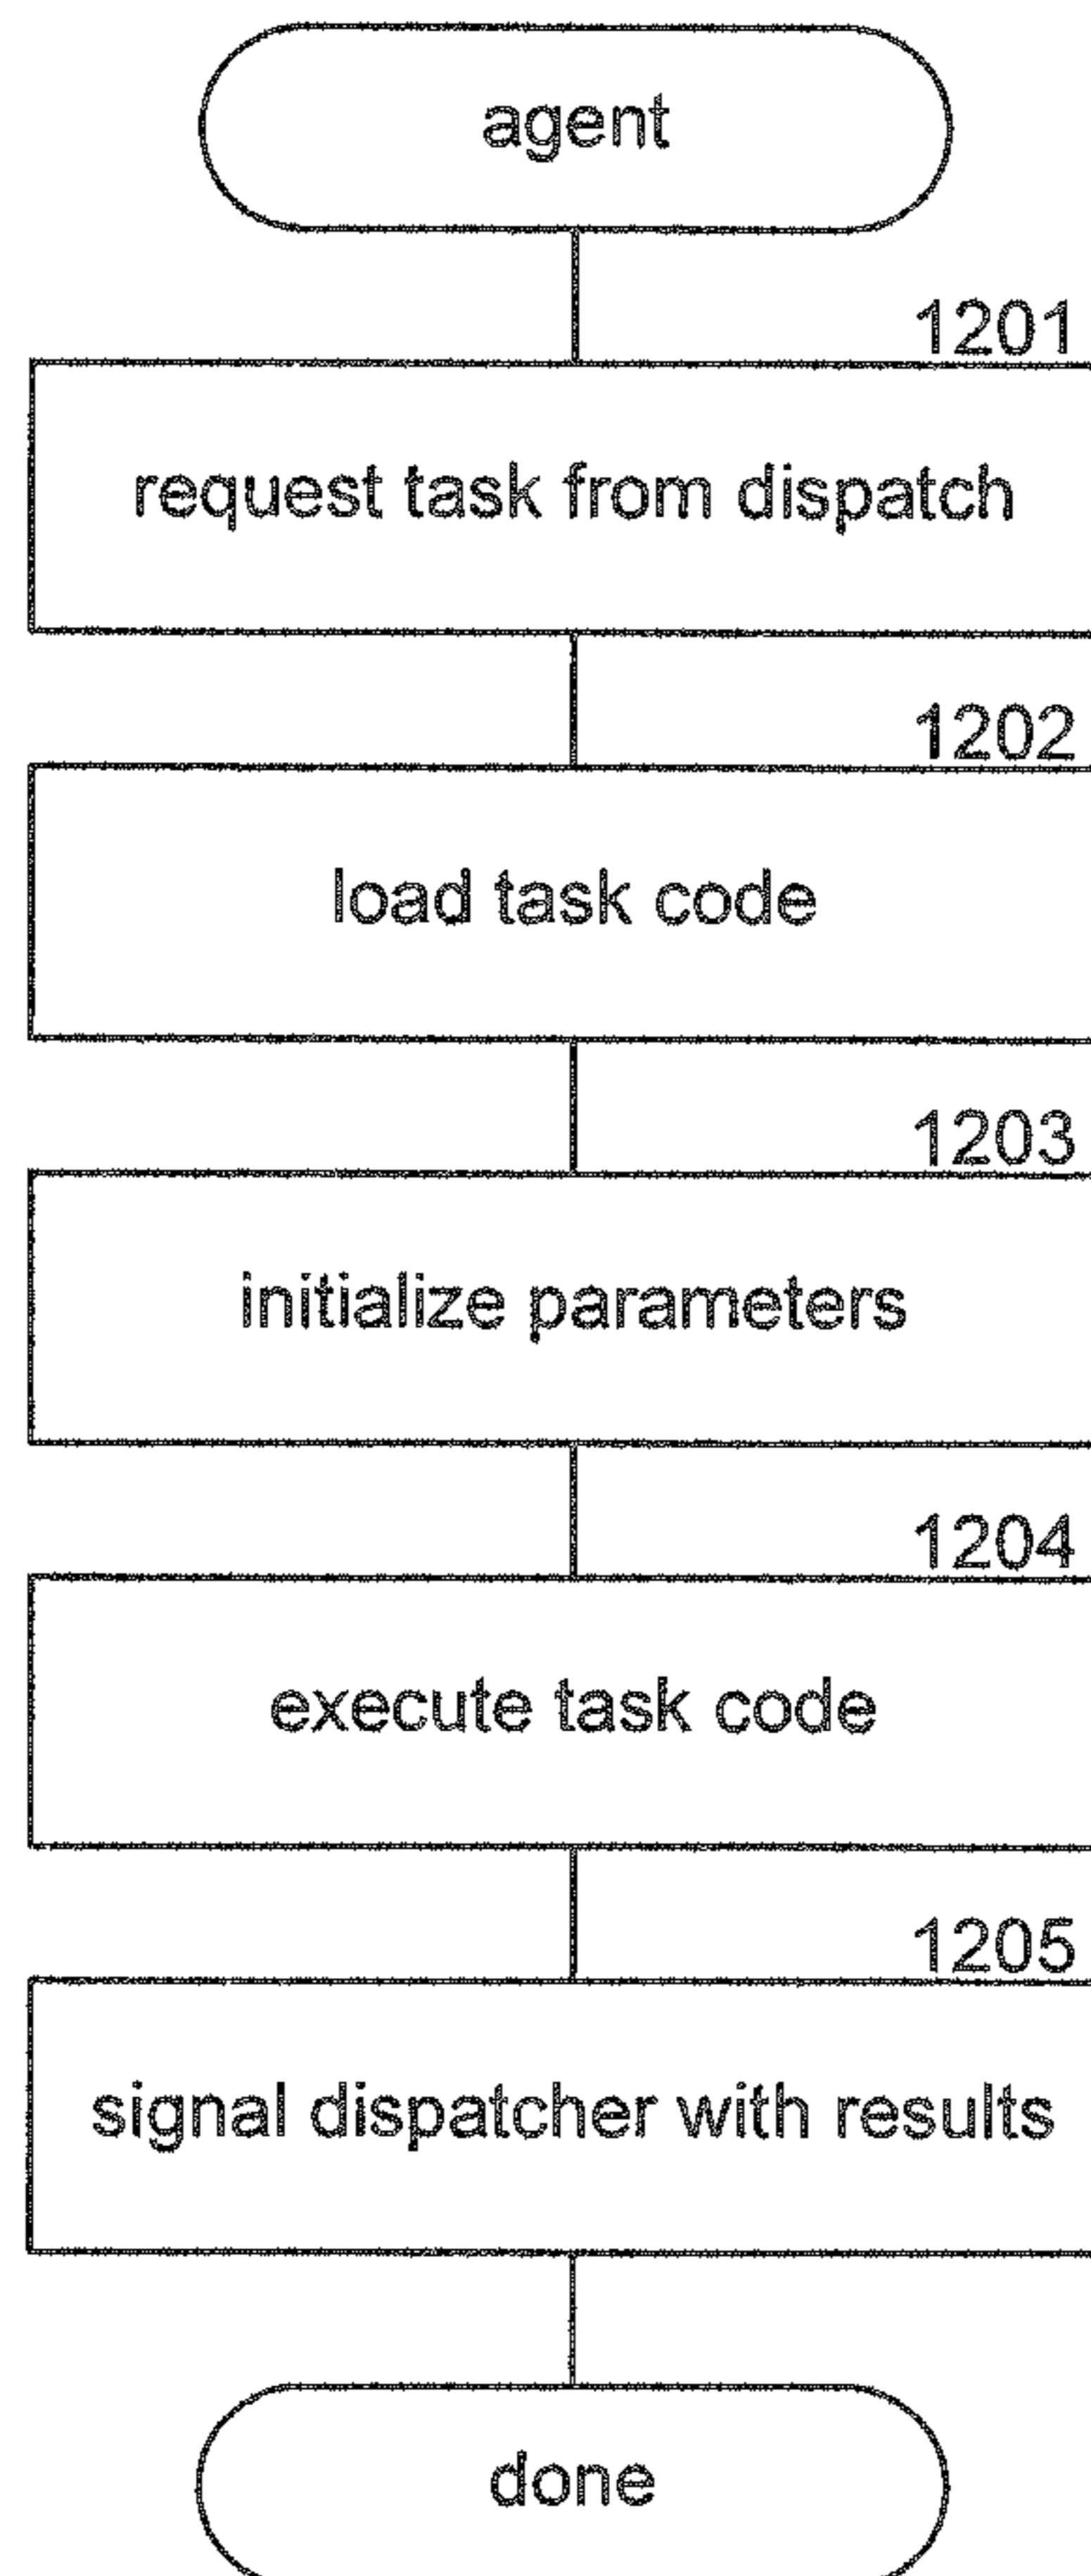 agent
1201
request task from dispatch
1202
load task code
1203
initialize parameters
1204
execute task code
1205
signal dispatcher with results
done